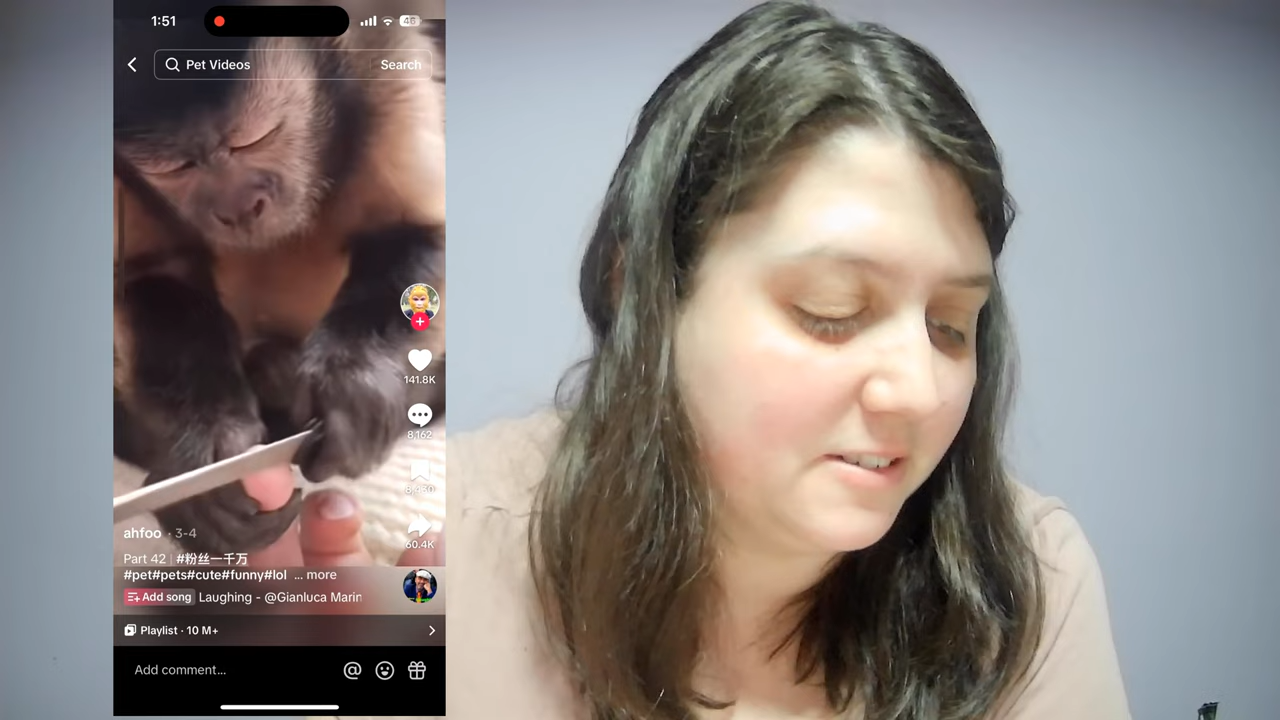 1:51
46
Pet Videos
Search
141.8K
8,162
60.4K
ahfoo · 3-4
Part 42 | #粉丝一千万
#pet#pets#cute#funny#lol ... more
Add song Laughing - @Gianluca Marin
Playlist · 10 M+
Add comment...
@